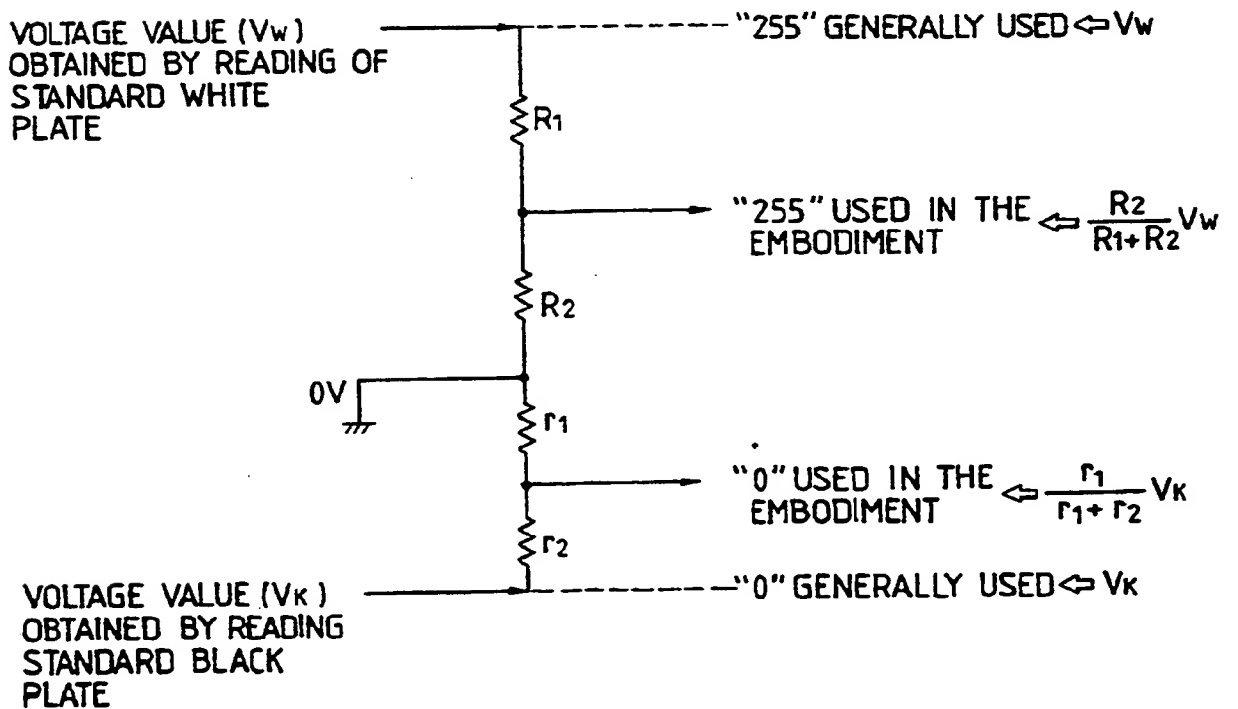 VOLTAGE VALUE (Vw)
OBTAINED BY READING OF
STANDARD WHITE
PLATE
"255" GENERALLY USED ⇦ Vw
R1
"255" USED IN THE
EMBODIMENT
⇦ R2 / R1+R2 Vw
R2
0V
r1
"0" USED IN THE
EMBODIMENT
⇦ r1 / r1+r2 VK
r2
VOLTAGE VALUE (VK)
OBTAINED BY READING
STANDARD BLACK
PLATE
"0" GENERALLY USED ⇦ VK